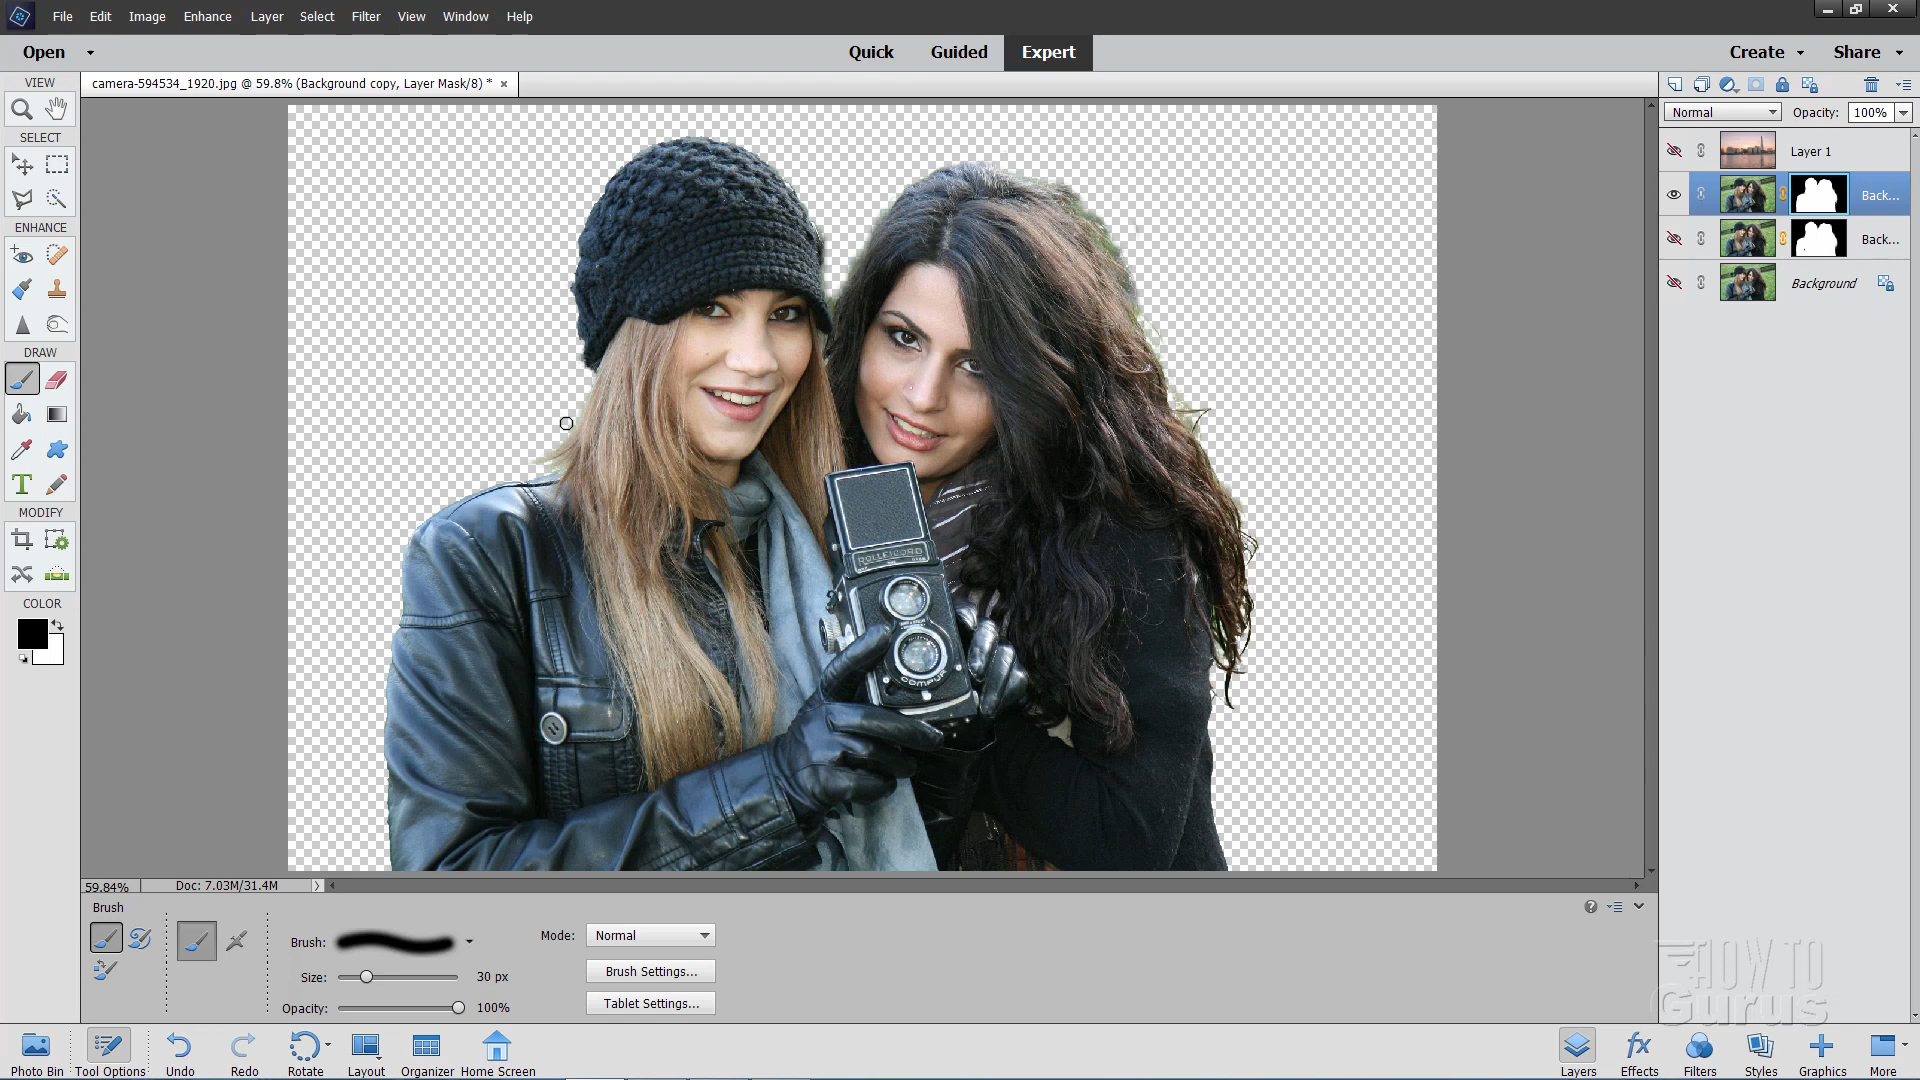 File Edit Image Enhance Layer Select Filter View Window Help
Open Quick Guided Expert Create Share
VIEW
camera-594534_1920.jpg @ 59.8% (Background copy, Layer Mask/8) *
Normal Opacity: 100%
SELECT
Layer 1
Back...
ENHANCE
Back...
Background
DRAW
T
MODIFY
ROLLEICORD
COLOR
COMPUR
59.84% Doc: 7.03M/31.4M
Brush
Brush: Mode: Normal
Size: 30 px Brush Settings...
Opacity: 100% Tablet Settings...
HOW TO
Gurus
fx
Photo Bin Tool Options Undo Redo Rotate Layout Organizer Home Screen Layers Effects Filters Styles Graphics More